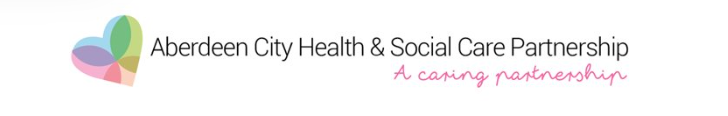 Aberdeen City Health & Social Care Partnership
A caring partnership